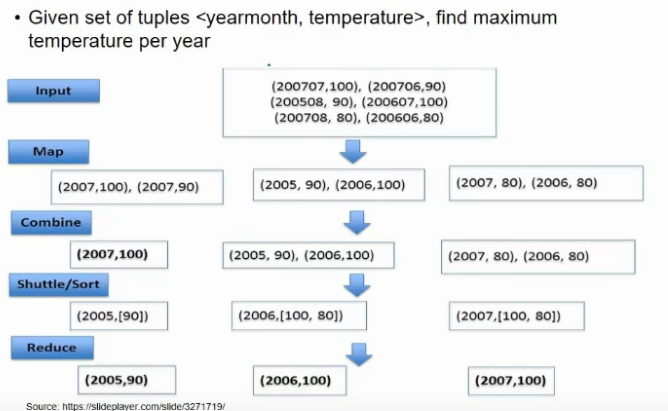 • Given set of tuples <yearmonth, temperature>, find maximum
temperature per year
Input
(200707,100), (200706,90)
(200508, 90), (200607,100)
(200708, 80), (200606,80)
Map
(2007,100), (2007,90)
(2005, 90), (2006,100)
(2007, 80), (2006, 80)
Combine
(2007,100)
(2005, 90), (2006,100)
(2007, 80), (2006, 80)
Shuttle/Sort
(2005,[90])
(2006,[100, 80])
(2007,[100, 80])
Reduce
(2005,90)
(2006,100)
(2007,100)
Source: https://slideplayer.com/slide/3271719/